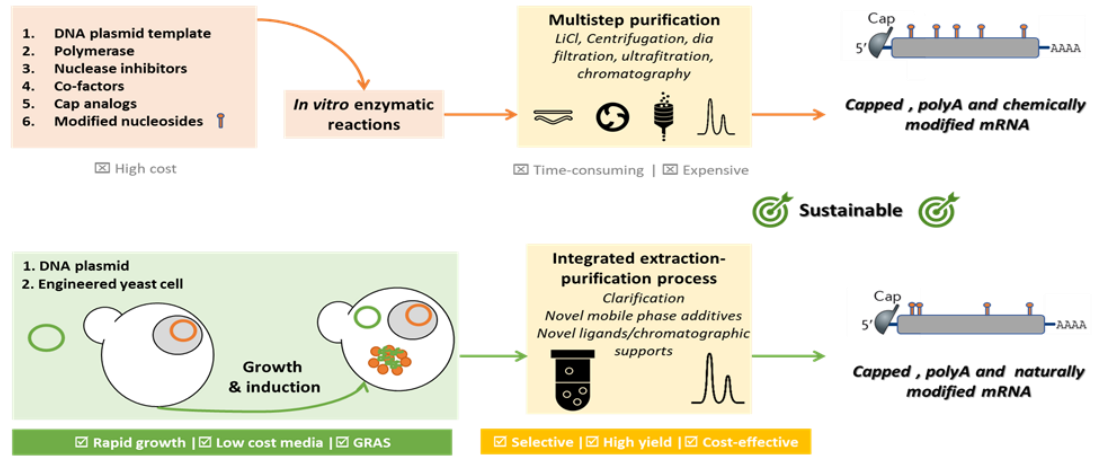 1. DNA plasmid template
2. Polymerase
3. Nuclease inhibitors
4. Co-factors
5. Cap analogs
6. Modified nucleosides
High cost
In vitro enzymatic
reactions
Multistep purification
LiCl, Centrifugation, dia
filtration, ultrafitration,
chromatography
Time-consuming | Expensive
Cap
5’ AAAA
Capped , polyA and chemically
modified mRNA
Sustainable
1. DNA plasmid
2. Engineered yeast cell
Growth
& induction
Rapid growth | Low cost media | GRAS
Integrated extraction-
purification process
Clarification
Novel mobile phase additives
Novel ligands/chromatographic
supports
Selective | High yield | Cost-effective
Cap
5’ AAAA
Capped , polyA and naturally
modified mRNA